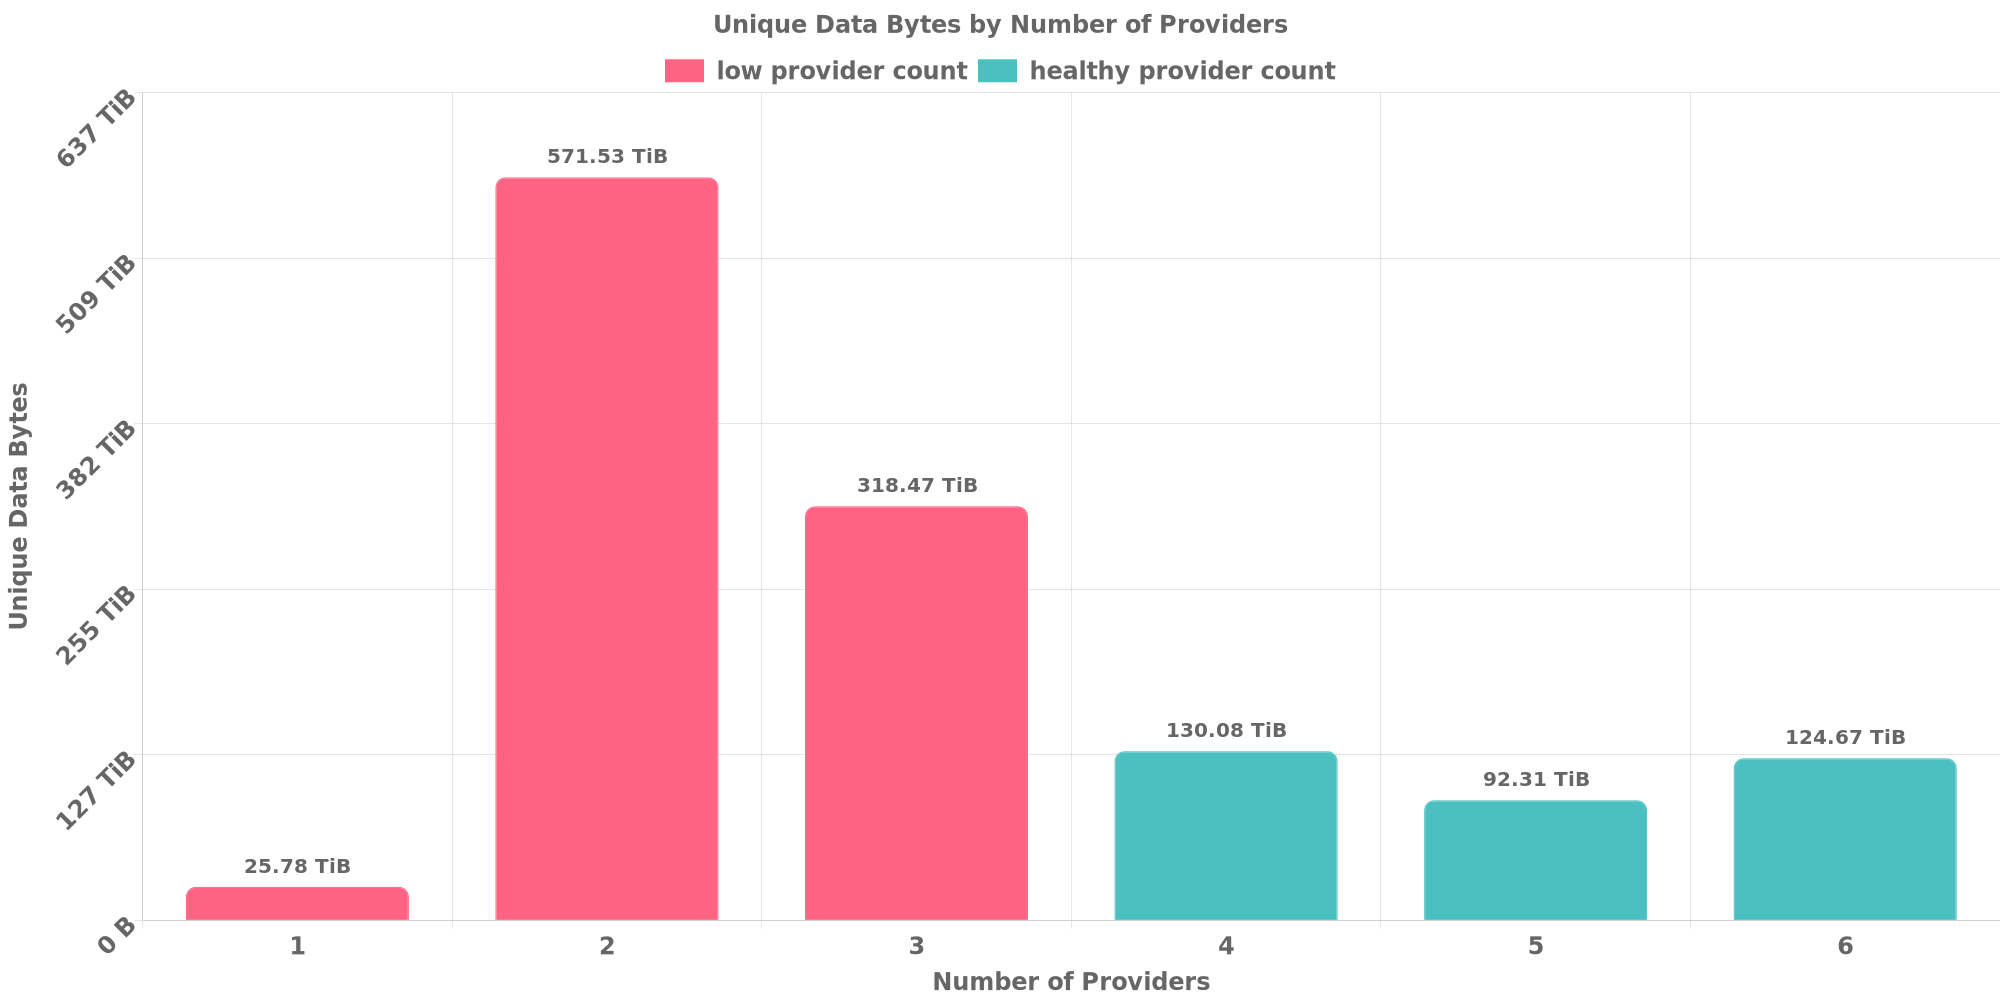 Unique Data Bytes by Number of Providers
low provider count healthy provider count
637 TiB
509 TiB
382 TiB
255 TiB
127 TiB
0 B
Unique Data Bytes
25.78 TiB
571.53 TiB
318.47 TiB
130.08 TiB
92.31 TiB
124.67 TiB
1 2 3 4 5 6
Number of Providers